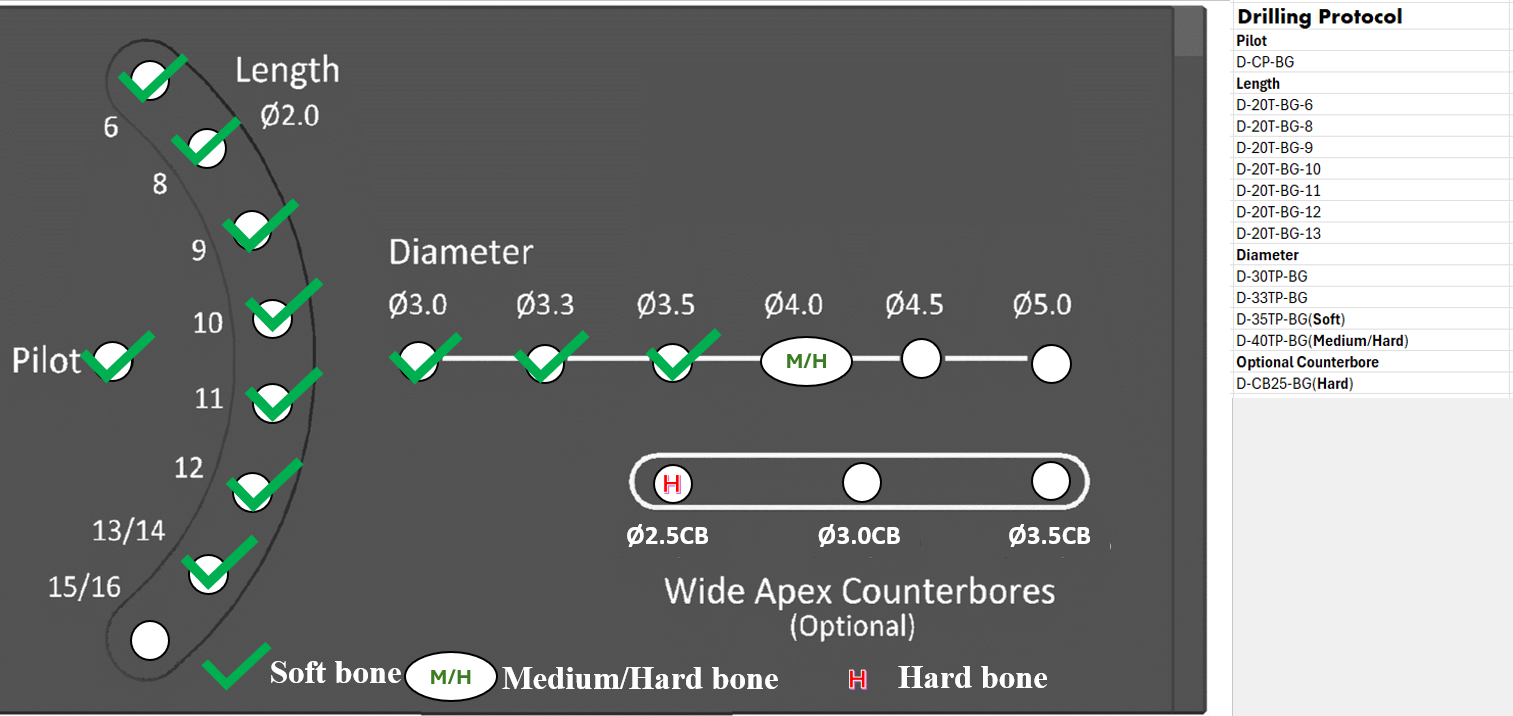 Length
Ø2.0
6
8
9
10
11
12
13/14
15/16
Pilot
Diameter
Ø3.0 Ø3.3 Ø3.5 Ø4.0 Ø4.5 Ø5.0
M/H
H
Ø2.5CB Ø3.0CB Ø3.5CB
Wide Apex Counterbores
(Optional)
Soft bone M/H Medium/Hard bone H Hard bone
Drilling Protocol
Pilot
D-CP-BG
Length
D-20T-BG-6
D-20T-BG-8
D-20T-BG-9
D-20T-BG-10
D-20T-BG-11
D-20T-BG-12
D-20T-BG-13
Diameter
D-30TP-BG
D-33TP-BG
D-35TP-BG(Soft)
D-40TP-BG(Medium/Hard)
Optional Counterbore
D-CB25-BG(Hard)